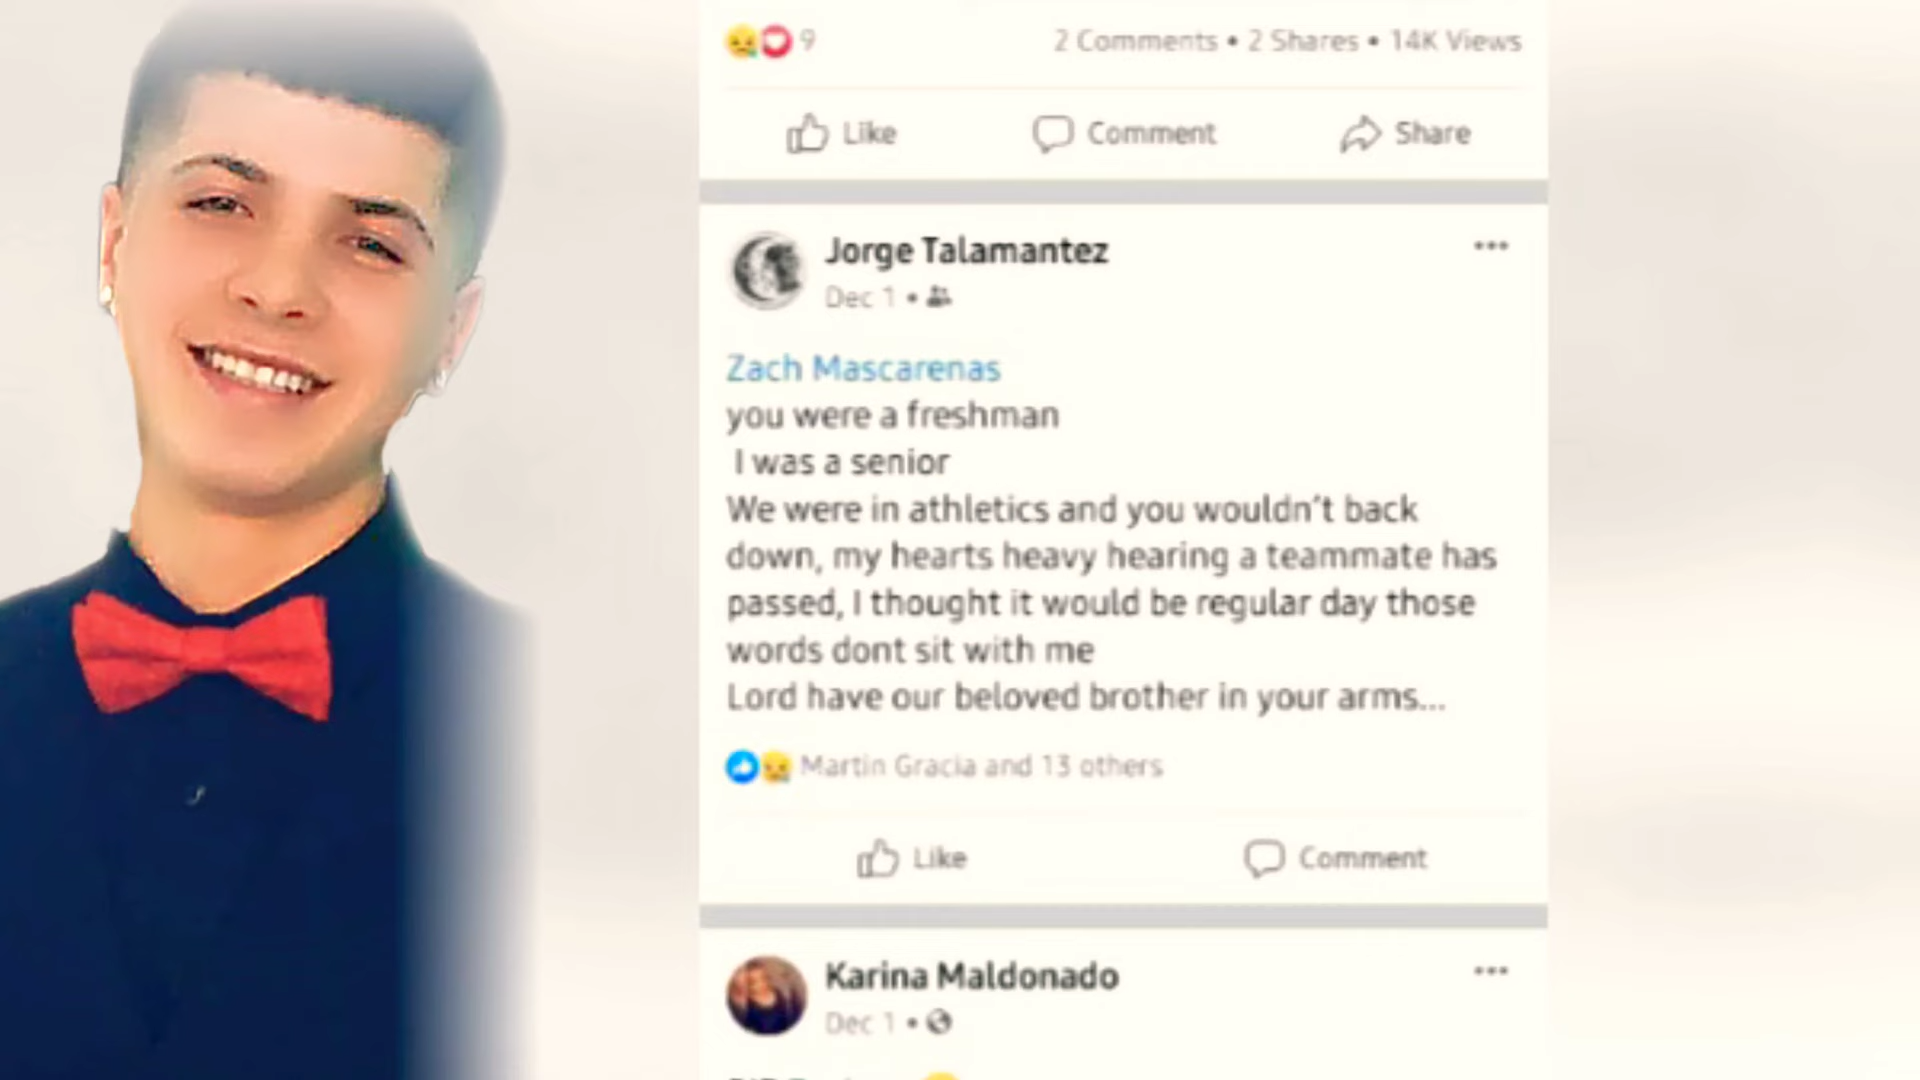 9
2 Comments • 2 Shares • 14K Views
Like Comment Share
Jorge Talamantez
Dec 1 •
Zach Mascarenas
you were a freshman
I was a senior
We were in athletics and you wouldn't back
down, my hearts heavy hearing a teammate has
passed, I thought it would be regular day those
words dont sit with me
Lord have our beloved brother in your arms...
Martin Gracia and 13 others
Like Comment
Karina Maldonado
Dec 1 •